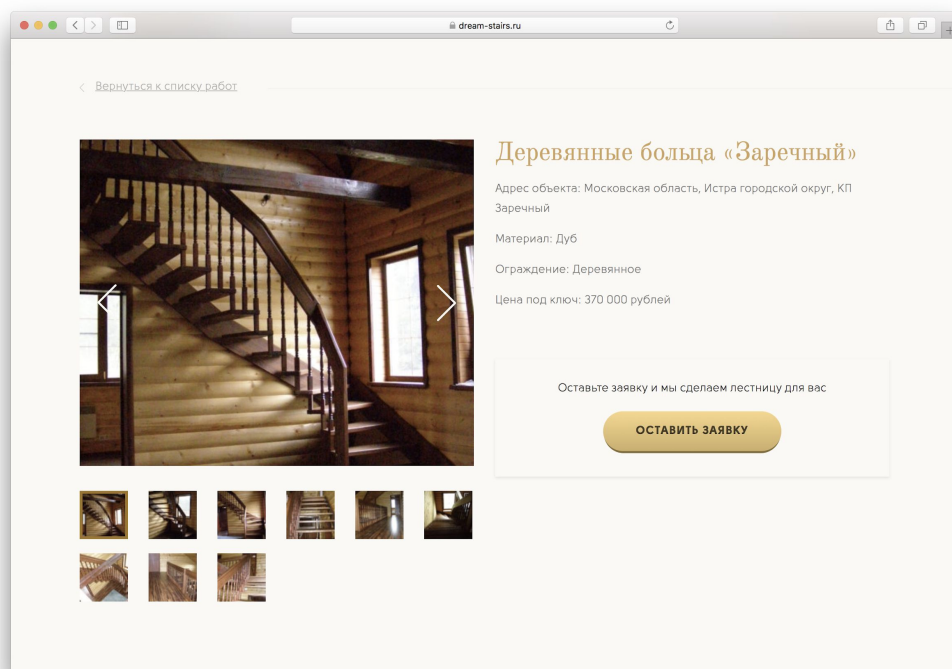 dream-stairs.ru
Вернуться к списку работ
Деревянные больца «Заречный»
Адрес объекта: Московская область, Истра городской округ, КП
Заречный
Материал: Дуб
Ограждение: Деревянное
Цена под ключ: 370 000 рублей
Оставьте заявку и мы сделаем лестницу для вас
ОСТАВИТЬ ЗАЯВКУ